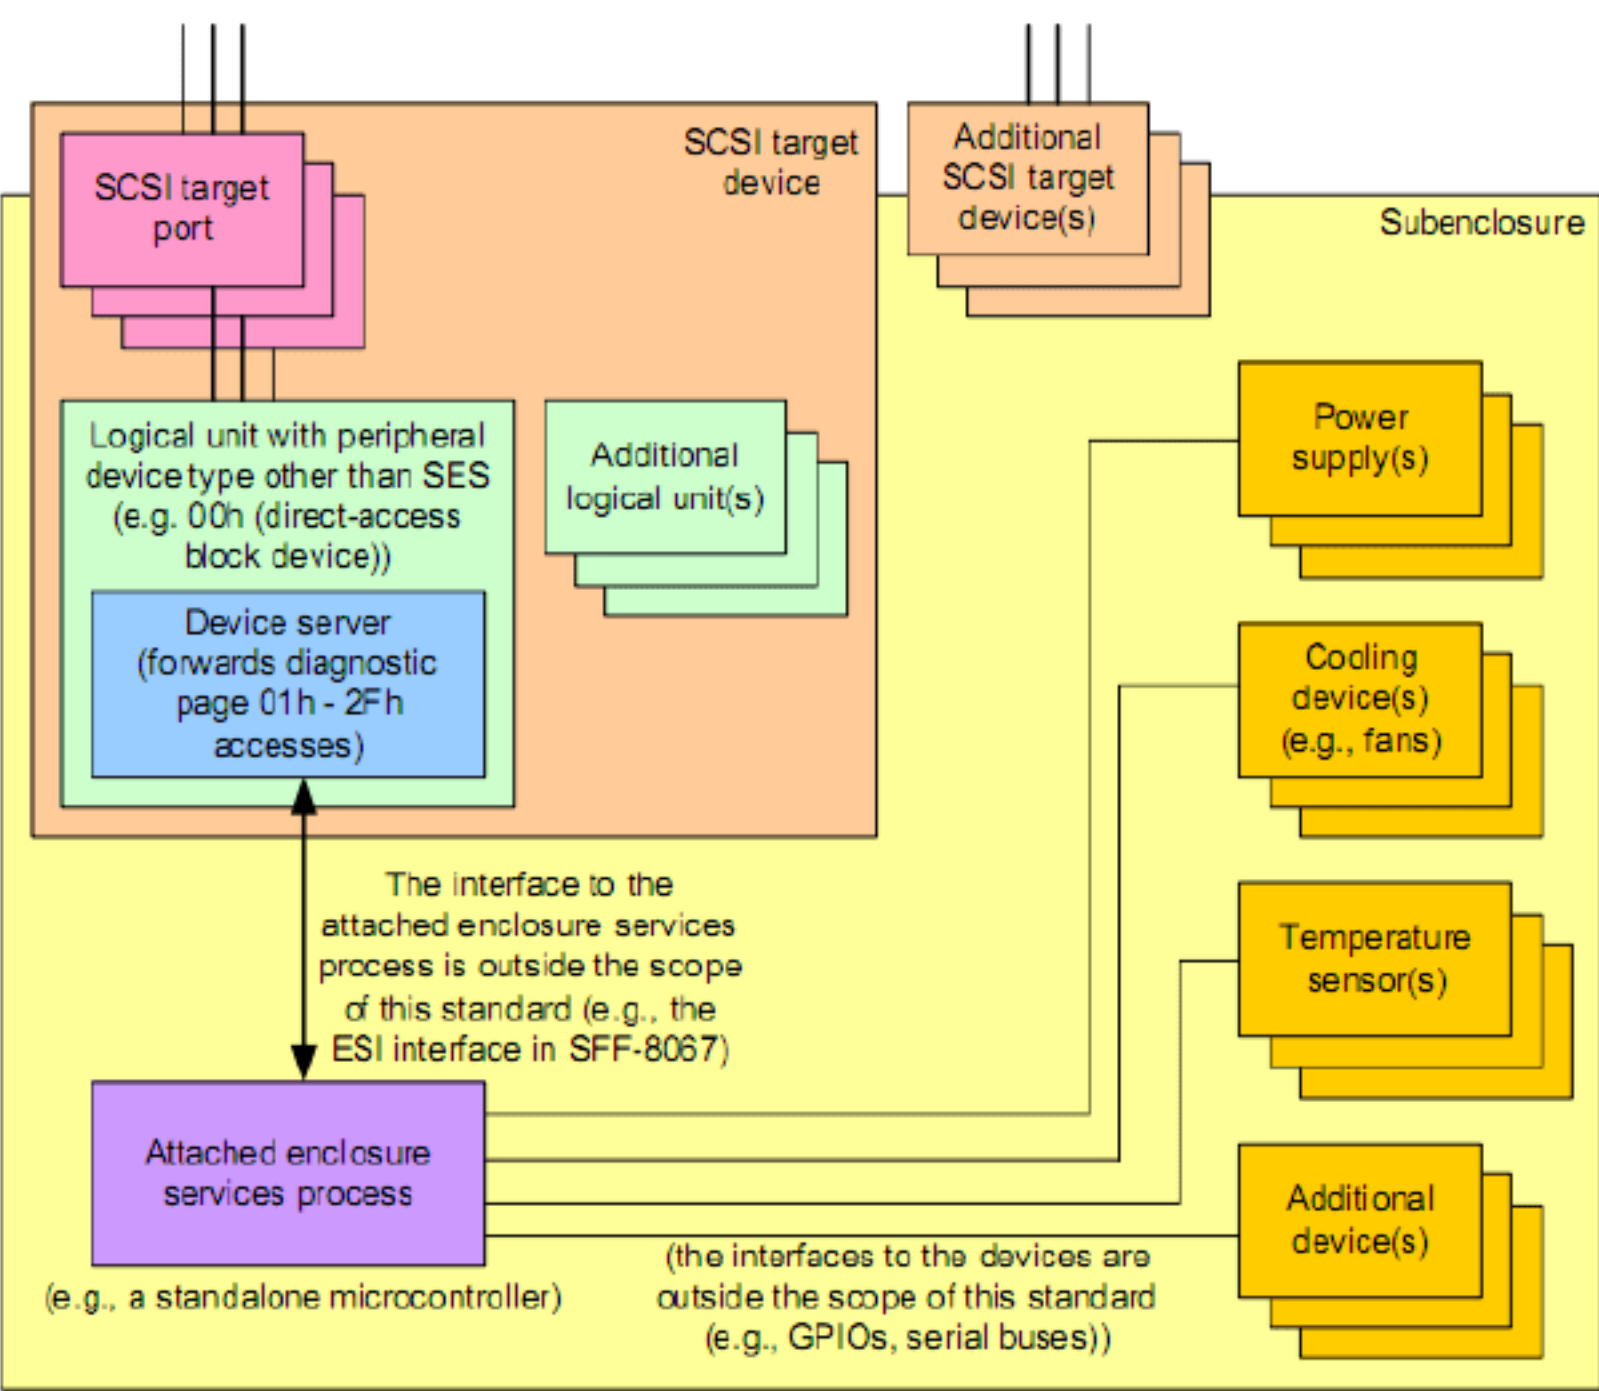 SCSI target
device
SCSI target
port
Additional
SCSI target
device(s)
Subenclosure
Logical unit with peripheral
device type other than SES
(e.g. 00h (direct-access
block device))
Additional
logical unit(s)
Device server
(forwards diagnostic
page 01h - 2Fh
accesses)
Power
supply(s)
Cooling
device(s)
(e.g., fans)
The interface to the
attached enclosure services
process is outside the scope
of this standard (e.g., the
ESI interface in SFF-8067)
Temperature
sensor(s)
Attached enclosure
services process
(e.g., a standalone microcontroller)
Additional
device(s)
(the interfaces to the devices are
outside the scope of this standard
(e.g., GPIOs, serial buses))